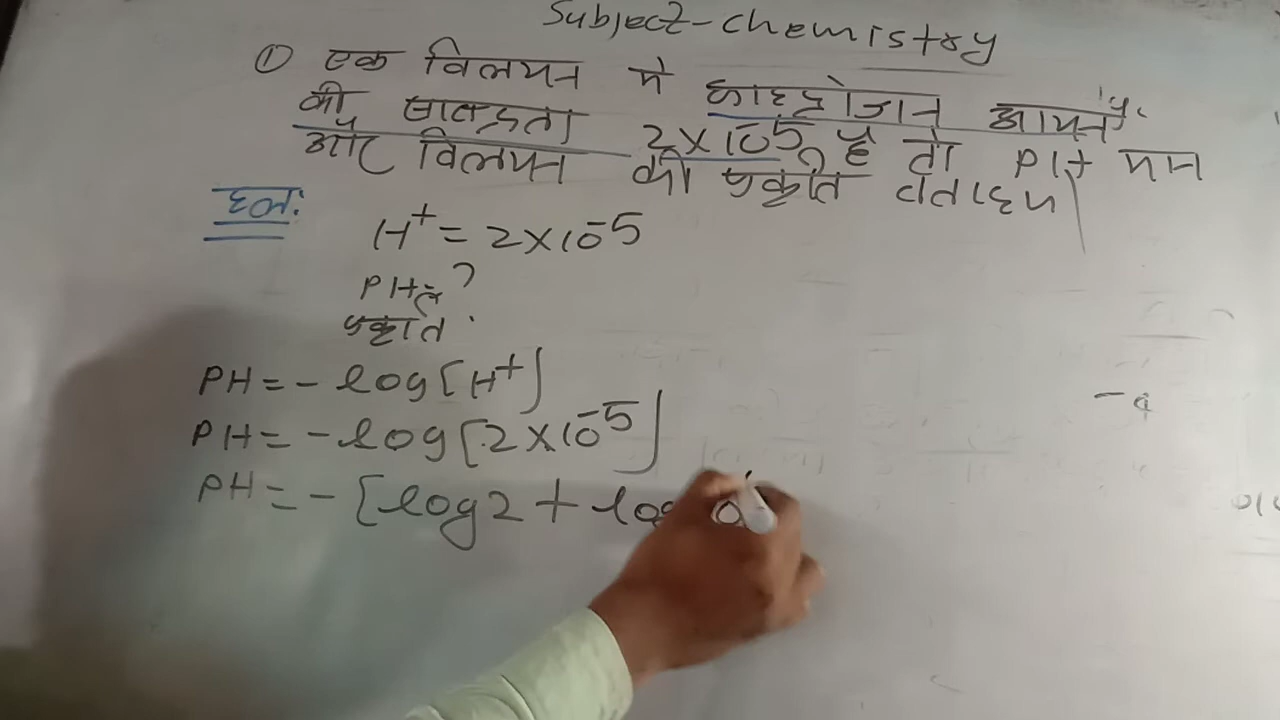 Subject-chemistry
① एक विलयन मे हाइड्रोजन आयनों
की सान्द्रता 2×10⁻⁵ है तो PH मान
और विलयन की प्रकृति बताइए
हल:
H⁺ = 2×10⁻⁵
PH = ?
प्रकृति
PH = - log[H⁺]
PH = - log[2×10⁻⁵]
PH = - [log2 + log